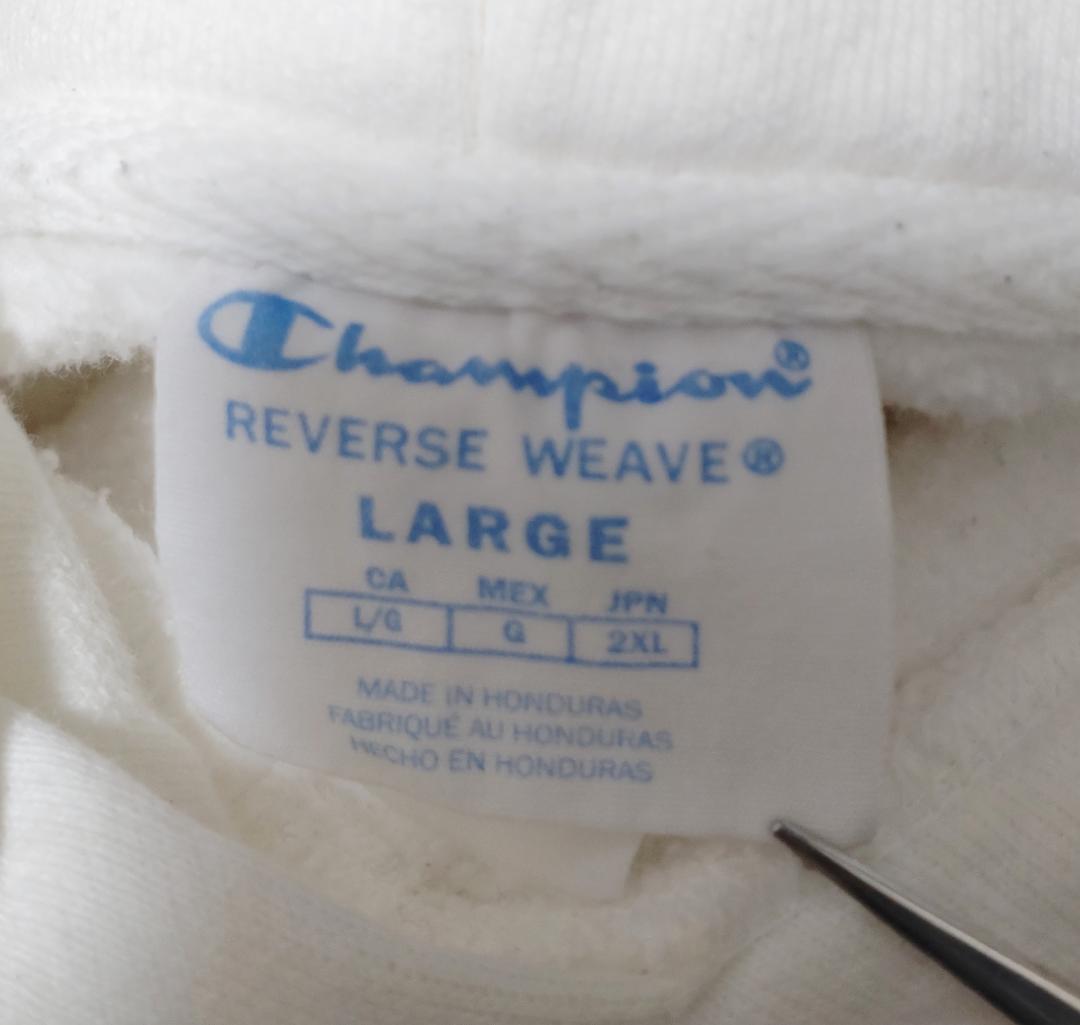 Champion®
REVERSE WEAVE®
LARGE
CA MEX JPN
L/G G 2XL
MADE IN HONDURAS
FABRIQUÉ AU HONDURAS
HECHO EN HONDURAS